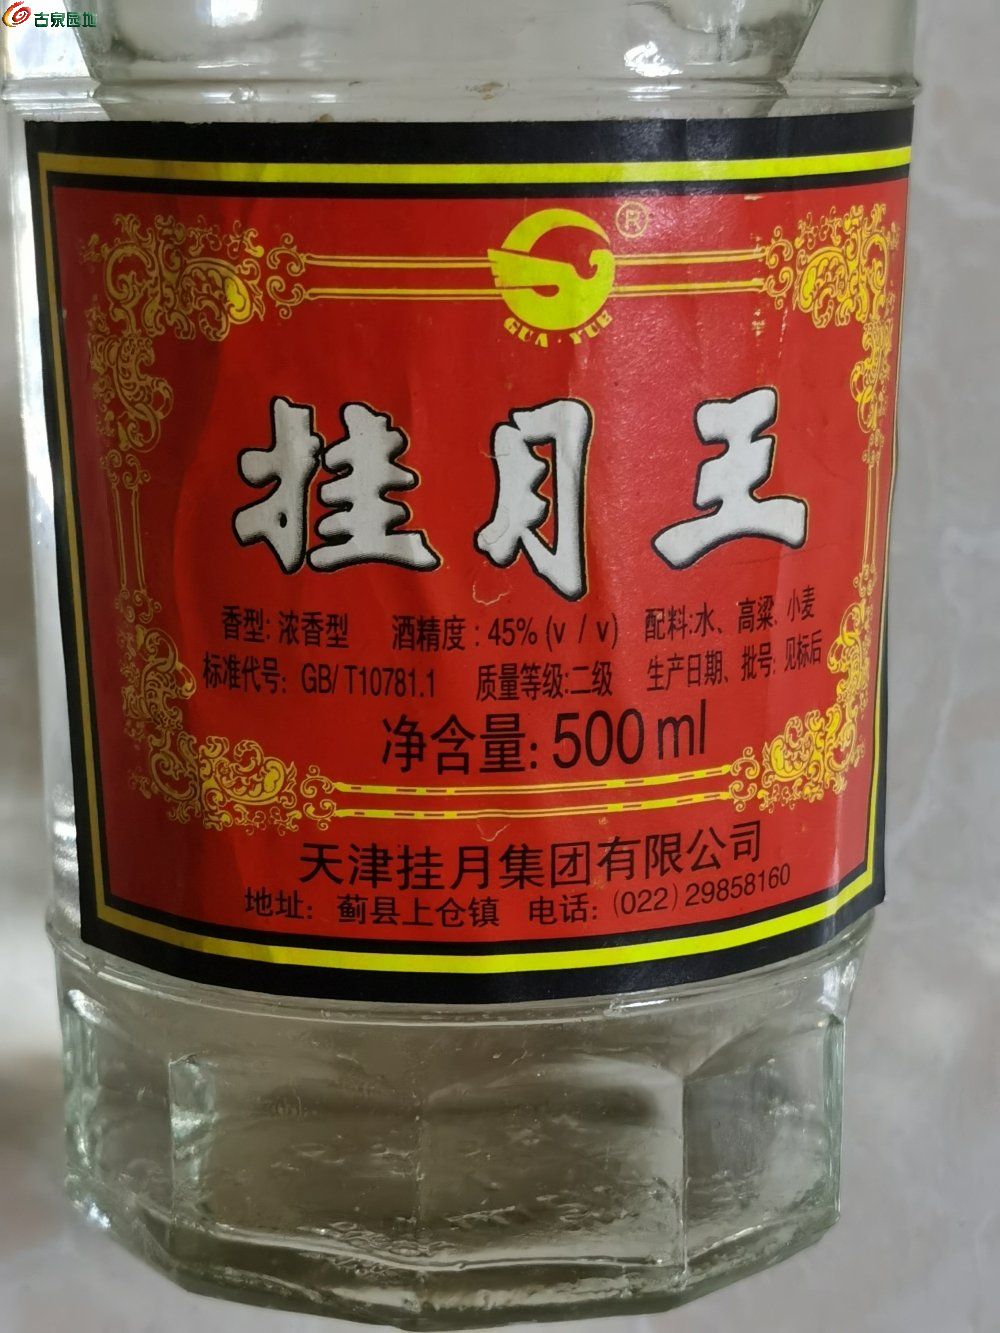 古泉园地
®
GUA·YUE
挂月王
香型:浓香型 酒精度:45%(v/v) 配料:水、高粱、小麦
标准代号:GB/T10781.1 质量等级:二级 生产日期、批号:见标后
净含量:500ml
天津挂月集团有限公司
地址:蓟县上仓镇 电话:(022)29858160